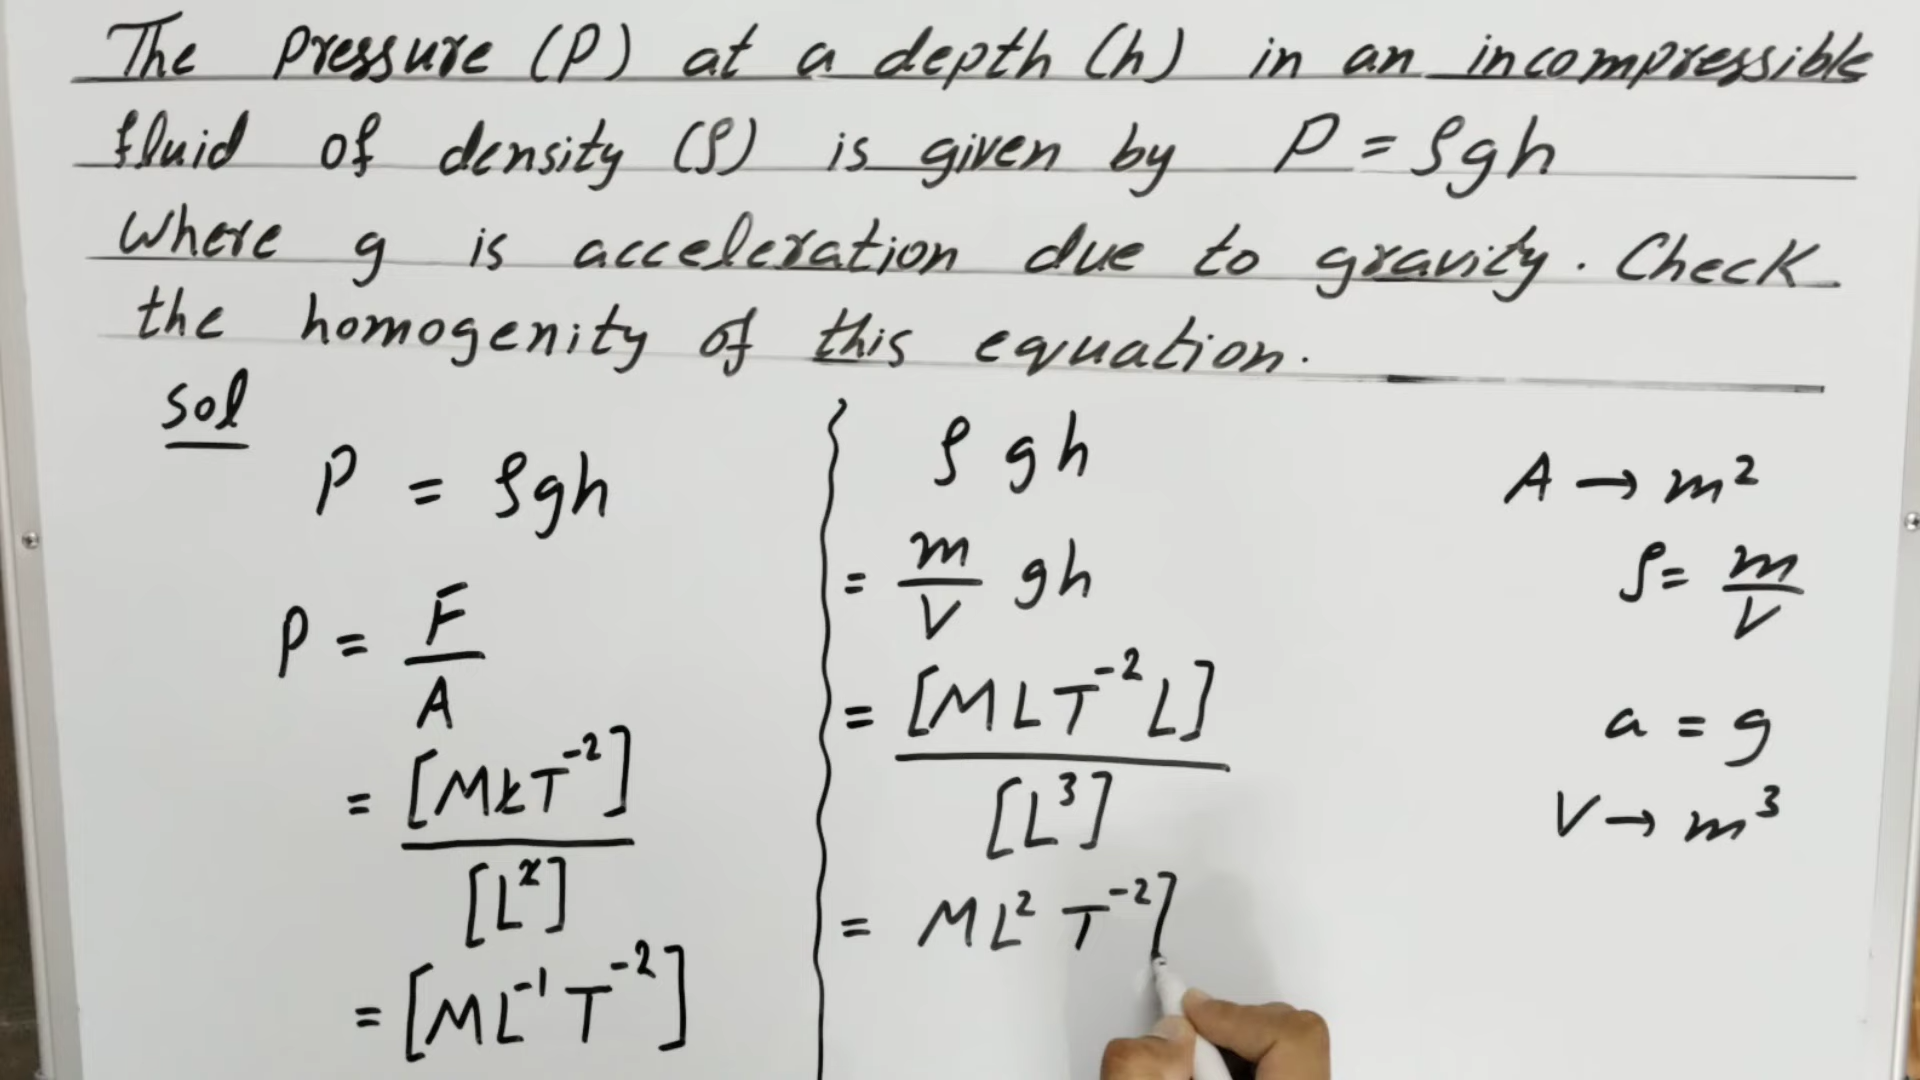 The pressure (P) at a depth (h) in an incompressible
fluid of density (ρ) is given by P = ρgh
Where g is acceleration due to gravity. Check
the homogenity of this equation.
sol
P = ρgh
P = F/A
= [MLT⁻²]/[L²]
= [ML⁻¹T⁻²]
ρ gh
= m/V gh
= [MLT⁻²L]/[L³]
= ML² T⁻²]
A → m²
ρ = m/V
a = g
V → m³